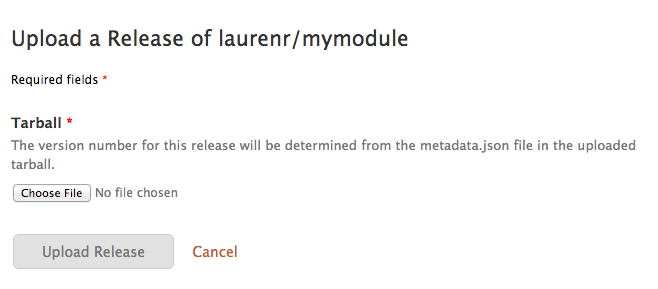 Upload a Release of laurenr/mymodule
Required fields *
Tarball *
The version number for this release will be determined from the metadata.json file in the uploaded
tarball.
Choose File No file chosen
Upload Release Cancel